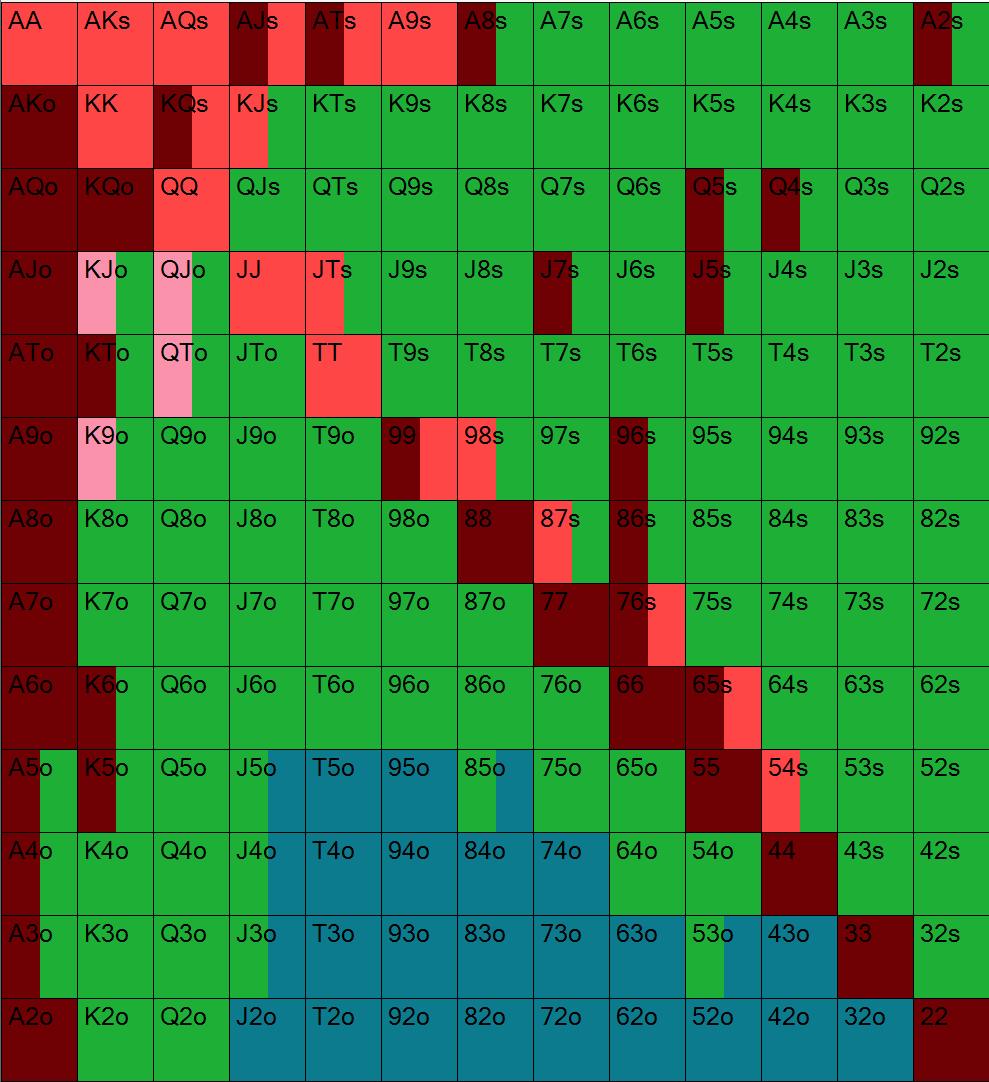 AA AKs AQs AJs ATs A9s A8s A7s A6s A5s A4s A3s A2s
AKo KK KQs KJs KTs K9s K8s K7s K6s K5s K4s K3s K2s
AQo KQo QQ QJs QTs Q9s Q8s Q7s Q6s Q5s Q4s Q3s Q2s
AJo KJo QJo JJ JTs J9s J8s J7s J6s J5s J4s J3s J2s
ATo KTo QTo JTo TT T9s T8s T7s T6s T5s T4s T3s T2s
A9o K9o Q9o J9o T9o 99 98s 97s 96s 95s 94s 93s 92s
A8o K8o Q8o J8o T8o 98o 88 87s 86s 85s 84s 83s 82s
A7o K7o Q7o J7o T7o 97o 87o 77 76s 75s 74s 73s 72s
A6o K6o Q6o J6o T6o 96o 86o 76o 66 65s 64s 63s 62s
A5o K5o Q5o J5o T5o 95o 85o 75o 65o 55 54s 53s 52s
A4o K4o Q4o J4o T4o 94o 84o 74o 64o 54o 44 43s 42s
A3o K3o Q3o J3o T3o 93o 83o 73o 63o 53o 43o 33 32s
A2o K2o Q2o J2o T2o 92o 82o 72o 62o 52o 42o 32o 22